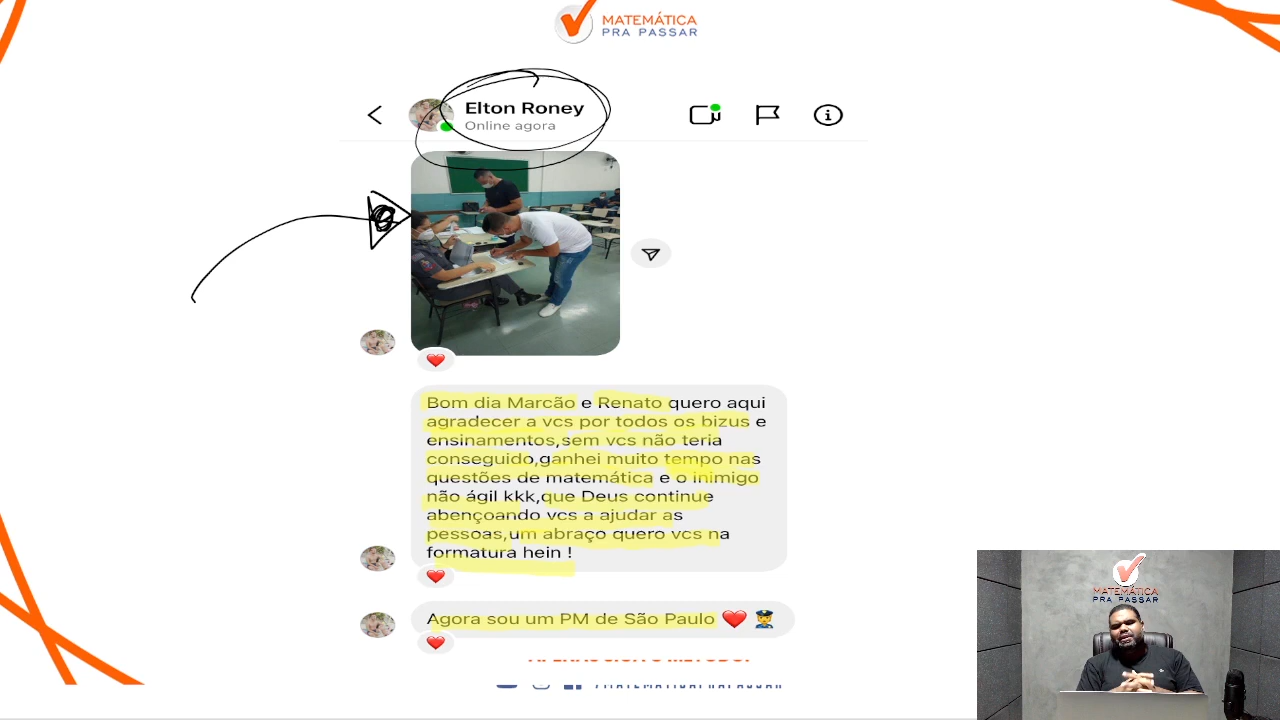 MATEMÁTICA
PRA PASSAR
Elton Roney
Online agora
Bom dia Marcão e Renato quero aqui
agradecer a vcs por todos os bizus e
ensinamentos,sem vcs não teria
conseguido,ganhei muito tempo nas
questões de matemática e o inimigo
não ágil kkk,que Deus continue
abençoando vcs a ajudar as
pessoas,um abraço quero vcs na
formatura hein !
Agora sou um PM de São Paulo ❤️ 👮‍♂️
/MATEMATICAPRAPASSAR
MATEMÁTICA
PRA PASSAR